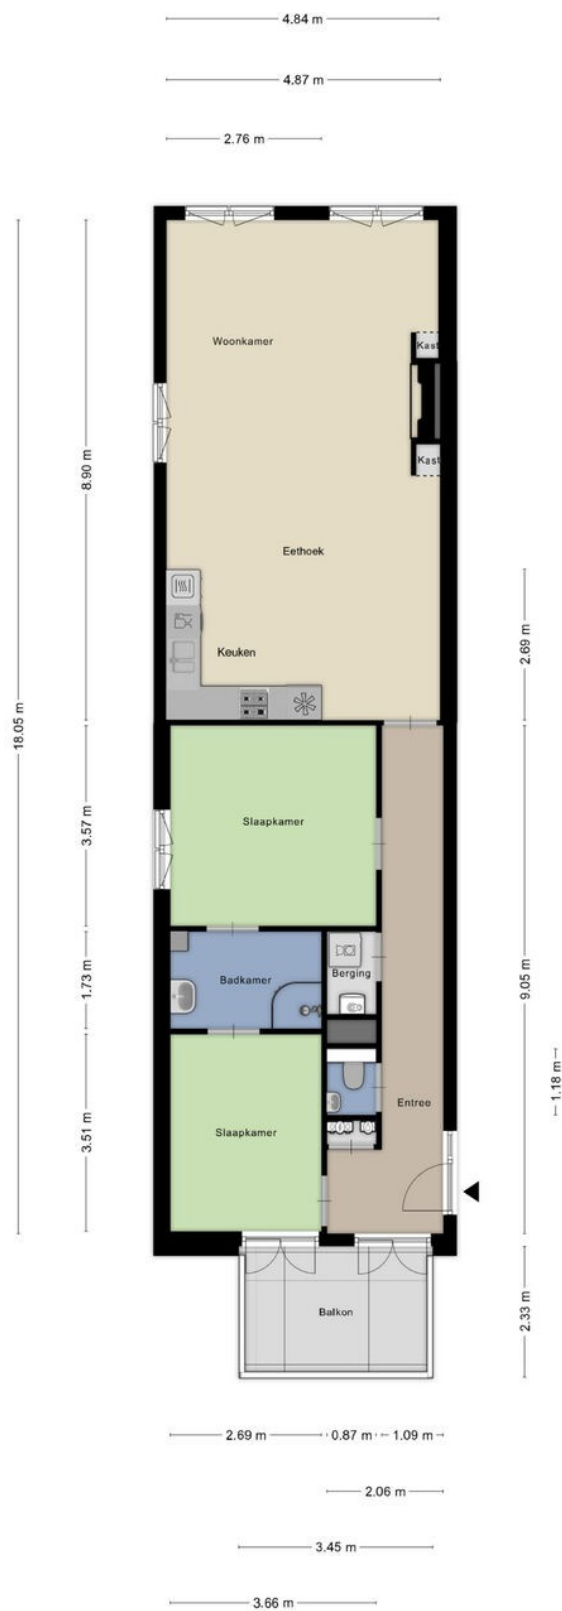 4.84 m
4.87 m
2.76 m
Woonkamer
Kast
Kast
8.90 m
Eethoek
2.69 m
Keuken
18.05 m
Slaapkamer
3.57 m
Berging
Badkamer
1.73 m
9.05 m
1.18 m
Entree
Slaapkamer
3.51 m
Balkon
2.33 m
2.69 m
0.87 m
1.09 m
2.06 m
3.45 m
3.66 m